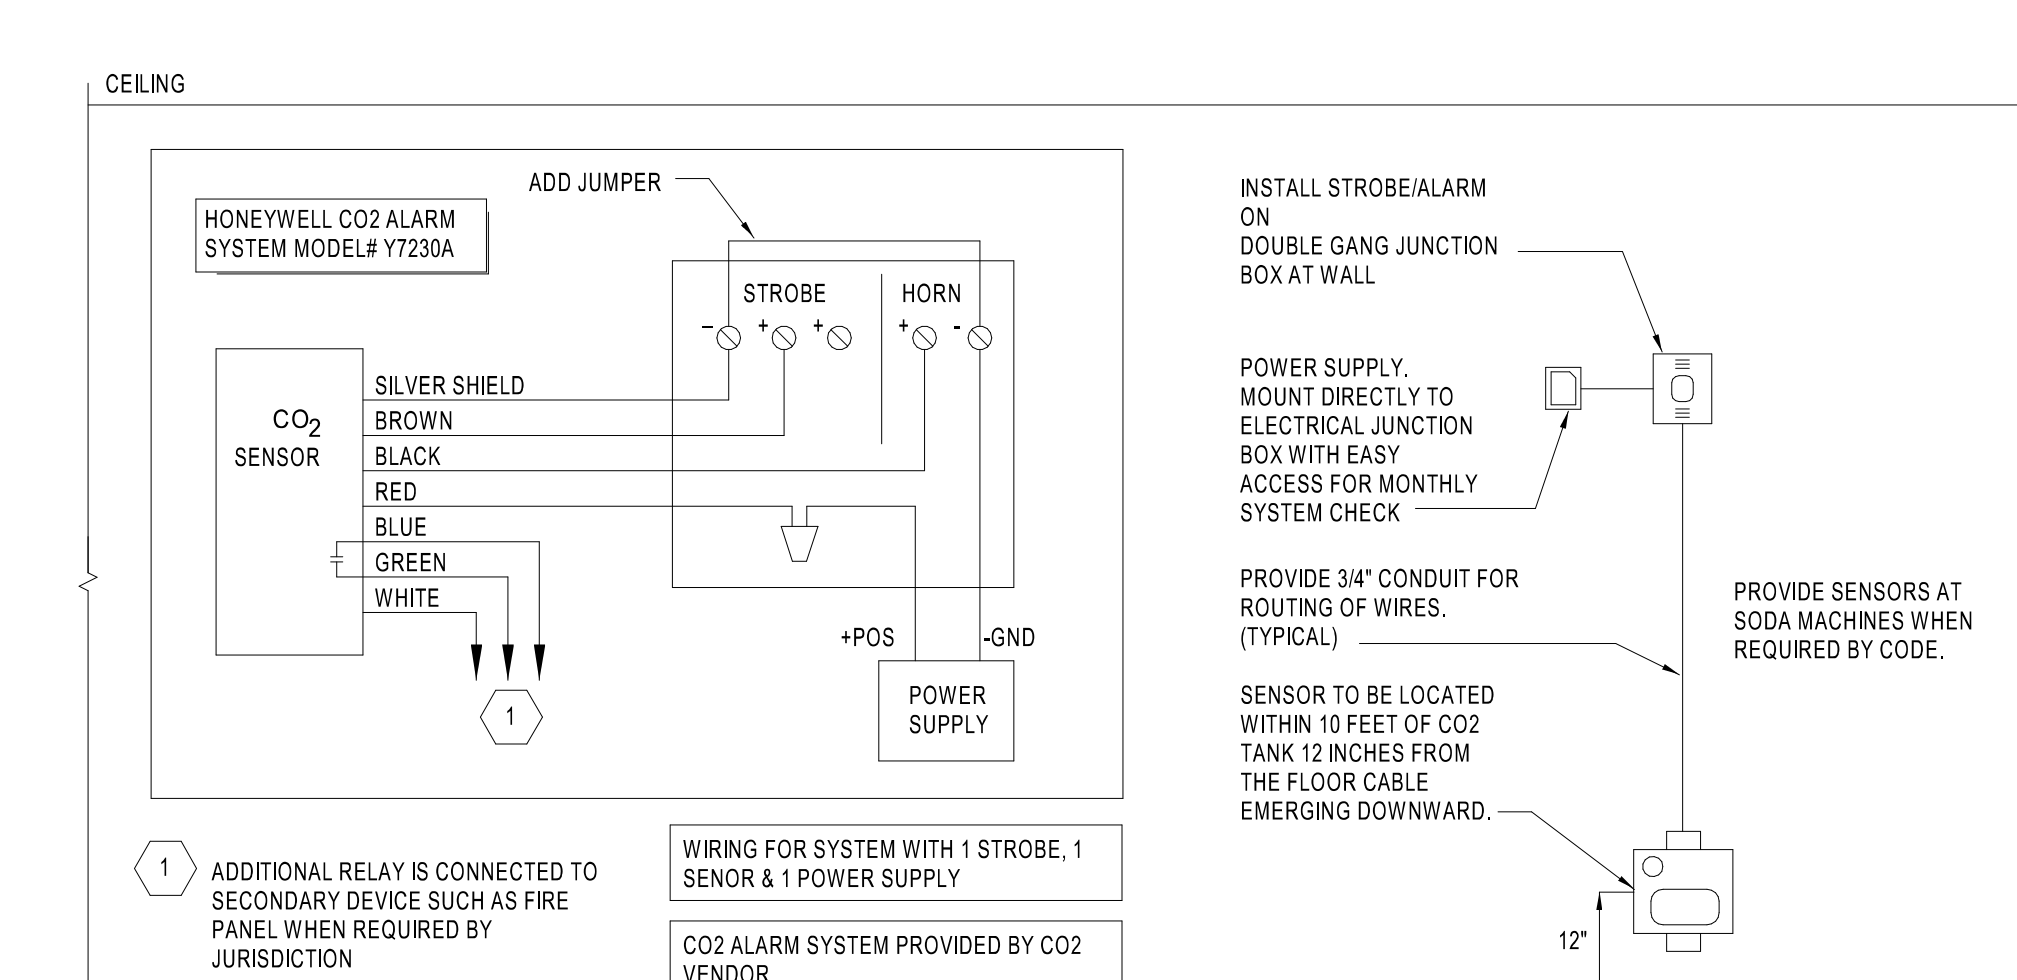 CEILING
ADD JUMPER
HONEYWELL CO2 ALARM
SYSTEM MODEL# Y7230A
STROBE
HORN
– + + + -
CO2
SENSOR
SILVER SHIELD
BROWN
BLACK
RED
BLUE
GREEN
WHITE
+POS
-GND
POWER
SUPPLY
1
1
ADDITIONAL RELAY IS CONNECTED TO
SECONDARY DEVICE SUCH AS FIRE
PANEL WHEN REQUIRED BY
JURISDICTION
WIRING FOR SYSTEM WITH 1 STROBE, 1
SENOR & 1 POWER SUPPLY
CO2 ALARM SYSTEM PROVIDED BY CO2
VENDOR
INSTALL STROBE/ALARM
ON
DOUBLE GANG JUNCTION
BOX AT WALL
POWER SUPPLY.
MOUNT DIRECTLY TO
ELECTRICAL JUNCTION
BOX WITH EASY
ACCESS FOR MONTHLY
SYSTEM CHECK
PROVIDE 3/4" CONDUIT FOR
ROUTING OF WIRES.
(TYPICAL)
PROVIDE SENSORS AT
SODA MACHINES WHEN
REQUIRED BY CODE.
SENSOR TO BE LOCATED
WITHIN 10 FEET OF CO2
TANK 12 INCHES FROM
THE FLOOR CABLE
EMERGING DOWNWARD.
12"